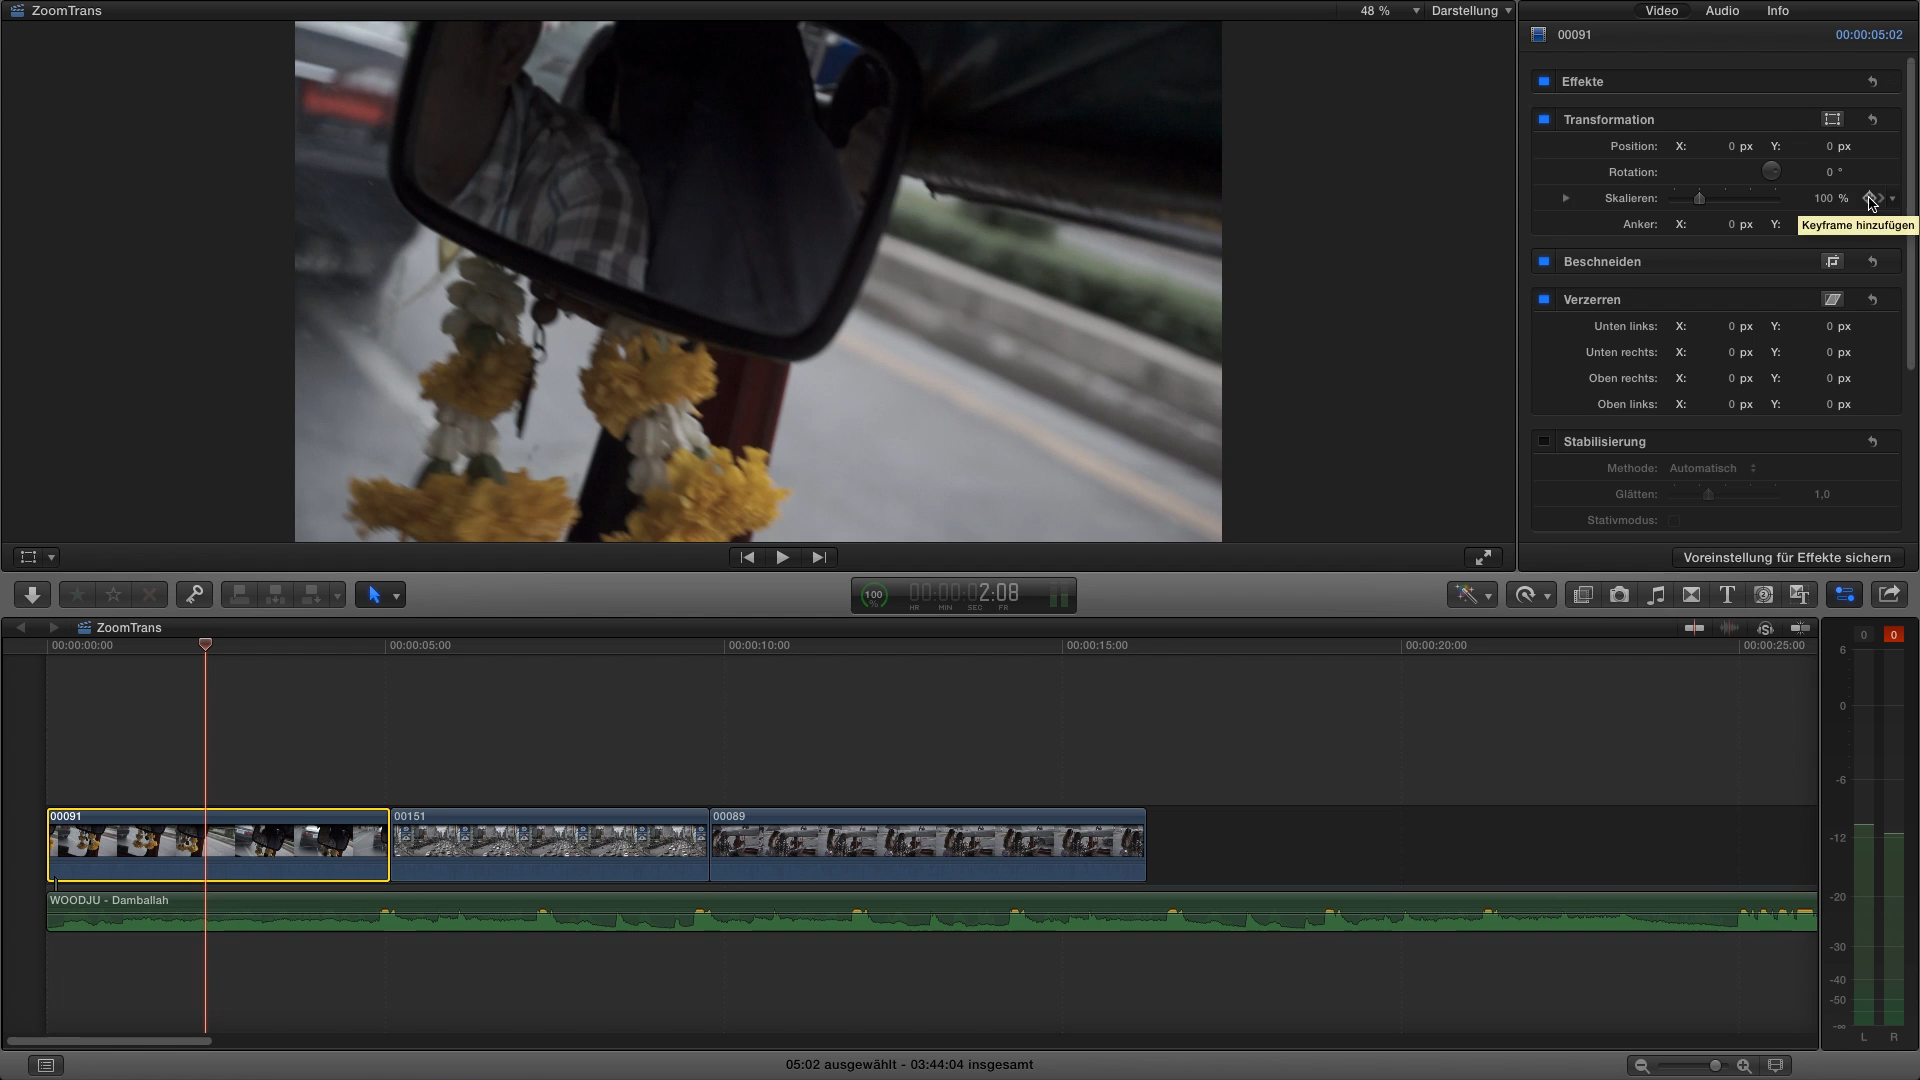 ZoomTrans
48 %
Darstellung
Video Audio Info
00091 00:00:05:02
Effekte
Transformation
Position: X: 0 px Y: 0 px
Rotation: 0 °
Skalieren: 100 %
Anker: X: 0 px Y:
Keyframe hinzufügen
Beschneiden
Verzerren
Unten links: X: 0 px Y: 0 px
Unten rechts: X: 0 px Y: 0 px
Oben rechts: X: 0 px Y: 0 px
Oben links: X: 0 px Y: 0 px
Stabilisierung
Methode: Automatisch
Glätten: 1,0
Stativmodus:
Voreinstellung für Effekte sichern
100 %
00:00:02:08
HR MIN SEC FR
ZoomTrans
00:00:00:00 00:00:05:00 00:00:10:00 00:00:15:00 00:00:20:00 00:00:25:00
00091 00151 00089
WOODJU - Damballah
0 0
6
0
-6
-12
-20
-30
-40
-50
-∞
L R
05:02 ausgewählt - 03:44:04 insgesamt